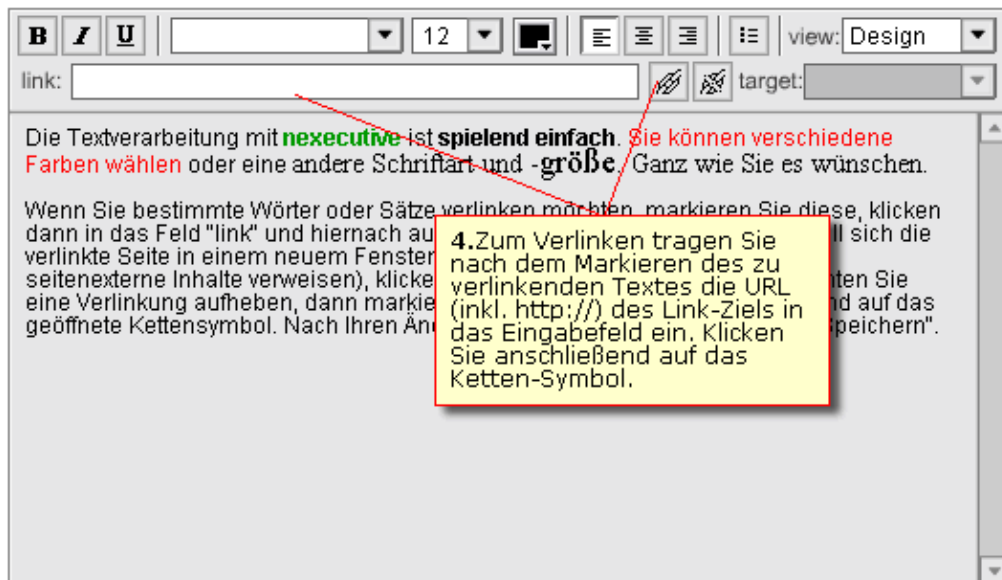 B I U 12 view: Design
link: target:
Die Textverarbeitung mit nexecutive ist spielend einfach. Sie können verschiedene
Farben wählen oder eine andere Schriftart und -größe. Ganz wie Sie es wünschen.
Wenn Sie bestimmte Wörter oder Sätze verlinken möchten, markieren Sie diese, klicken
dann in das Feld "link" und hiernach au ll sich die
verlinkte Seite in einem neuem Fenster
seitenexterne Inhalte verweisen), klicke nten Sie
eine Verlinkung aufheben, dann markie nd auf das
geöffnete Kettensymbol. Nach Ihren Än peichern".
4.Zum Verlinken tragen Sie
nach dem Markieren des zu
verlinkenden Textes die URL
(inkl. http://) des Link-Ziels in
das Eingabefeld ein. Klicken
Sie anschließend auf das
Ketten-Symbol.